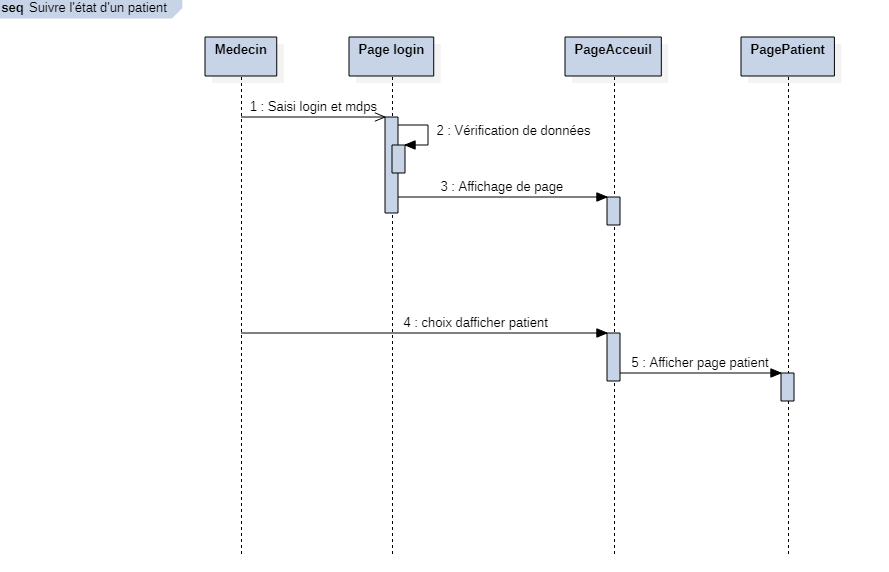 seq Suivre l'état d'un patient
Medecin
Page login
PageAcceuil
PagePatient
1 : Saisi login et mdps
2 : Vérification de données
3 : Affichage de page
4 : choix dafficher patient
5 : Afficher page patient